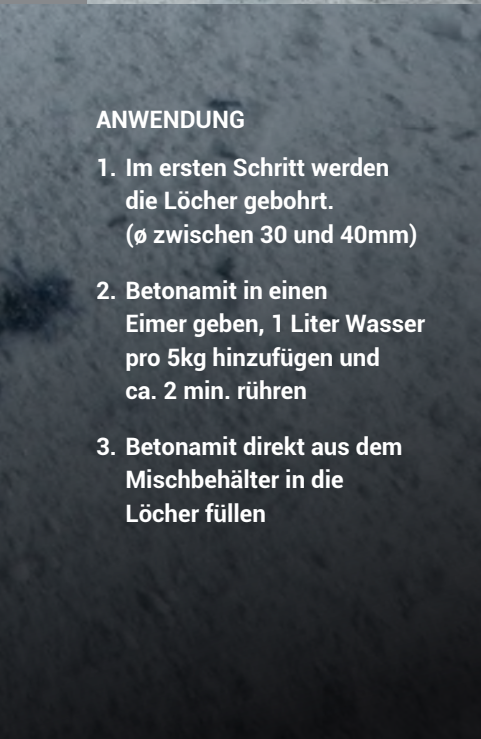 ANWENDUNG
1. Im ersten Schritt werden
die Löcher gebohrt.
(ø zwischen 30 und 40mm)
2. Betonamit in einen
Eimer geben, 1 Liter Wasser
pro 5kg hinzufügen und
ca. 2 min. rühren
3. Betonamit direkt aus dem
Mischbehälter in die
Löcher füllen